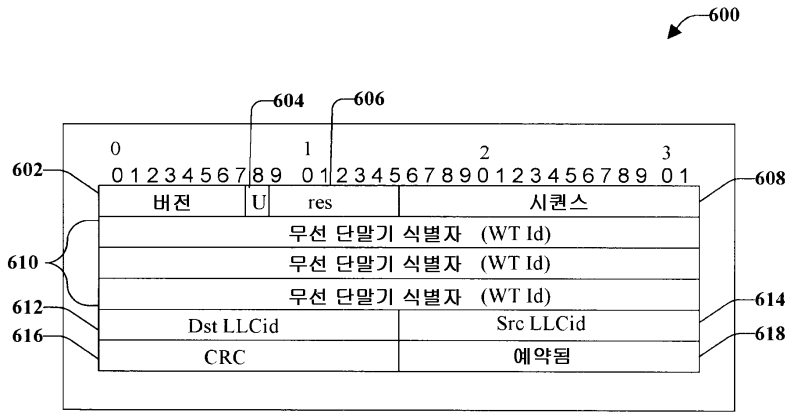 600
604 606
0 1 2 3
0 1 2 3 4 5 6 7 8 9 0 1 2 3 4 5 6 7 8 9 0 1 2 3 4 5 6 7 8 9 0 1
602 버전 U res 시퀀스 608
무선 단말기 식별자 (WT Id)
610 무선 단말기 식별자 (WT Id)
무선 단말기 식별자 (WT Id)
612 Dst LLCid Src LLCid 614
616 CRC 예약됨 618